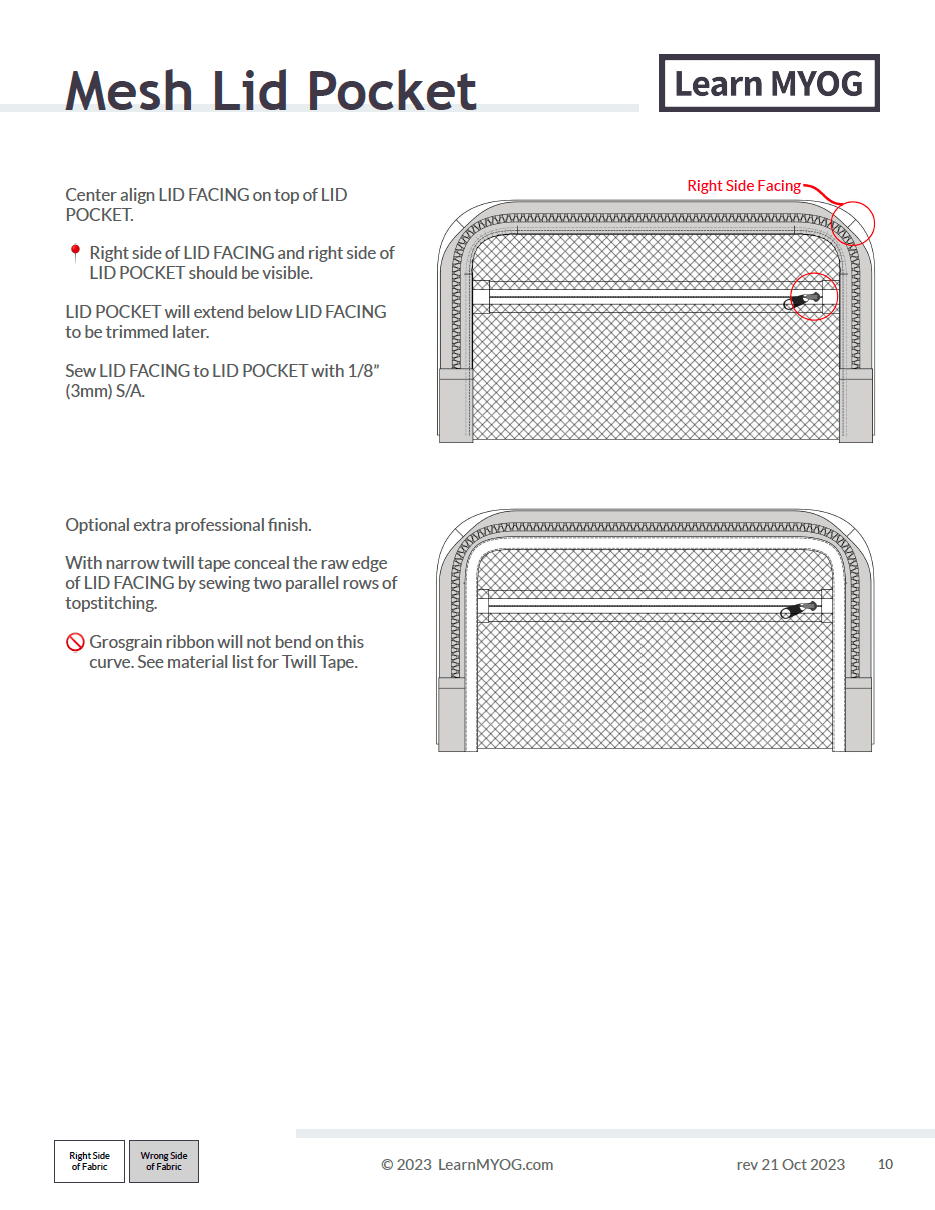 Mesh Lid Pocket
Learn MYOG
Center align LID FACING on top of LID
POCKET.
Right side of LID FACING and right side of
LID POCKET should be visible.
LID POCKET will extend below LID FACING
to be trimmed later.
Sew LID FACING to LID POCKET with 1/8”
(3mm) S/A.
Right Side Facing
Optional extra professional finish.
With narrow twill tape conceal the raw edge
of LID FACING by sewing two parallel rows of
topstitching.
Grosgrain ribbon will not bend on this
curve. See material list for Twill Tape.
Right Side
of Fabric
Wrong Side
of Fabric
© 2023 LearnMYOG.com
rev 21 Oct 2023
10